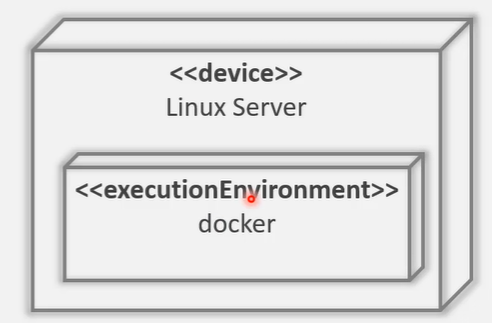 <<device>>
Linux Server
<<executionEnvironment>>
docker